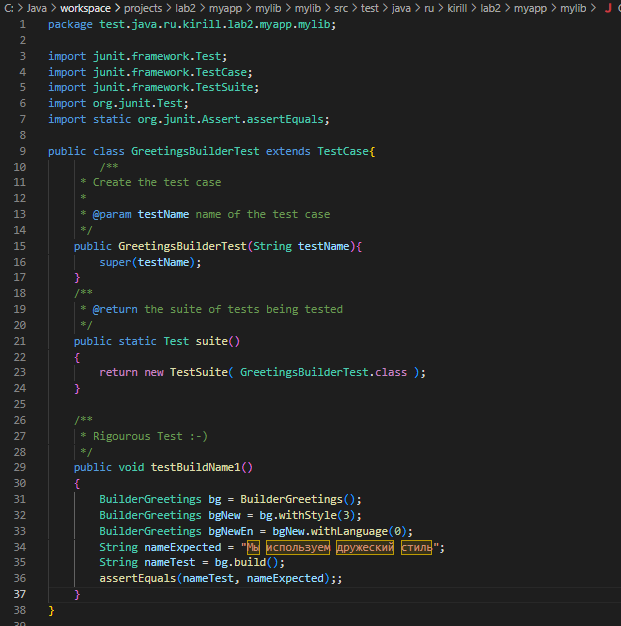 C: > Java > workspace > projects > lab2 > myapp > mylib > mylib > src > test > java > ru > kirill > lab2 > myapp > mylib > J
1 package test.java.ru.kirill.lab2.myapp.mylib;
2
3 import junit.framework.Test;
4 import junit.framework.TestCase;
5 import junit.framework.TestSuite;
6 import org.junit.Test;
7 import static org.junit.Assert.assertEquals;
8
9 public class GreetingsBuilderTest extends TestCase{
10         /**
11      * Create the test case
12      *
13      * @param testName name of the test case
14      */
15     public GreetingsBuilderTest(String testName){
16         super(testName);
17     }
18     /**
19      * @return the suite of tests being tested
20      */
21     public static Test suite()
22     {
23         return new TestSuite( GreetingsBuilderTest.class );
24     }
25
26     /**
27      * Rigourous Test :-)
28      */
29     public void testBuildName1()
30     {
31         BuilderGreetings bg = BuilderGreetings();
32         BuilderGreetings bgNew = bg.withStyle(3);
33         BuilderGreetings bgNewEn = bgNew.withLanguage(0);
34         String nameExpected = "Мы используем дружеский стиль";
35         String nameTest = bg.build();
36         assertEquals(nameTest, nameExpected);;
37     }
38 }
39